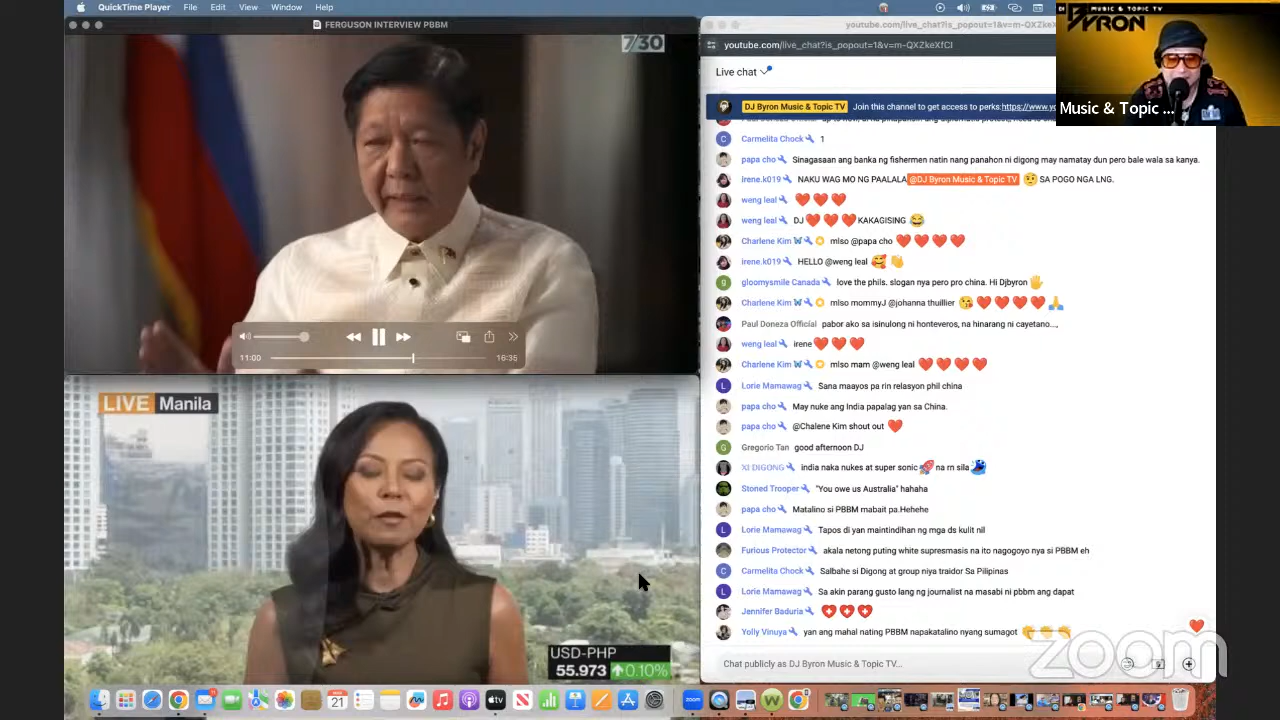 QuickTime Player File Edit View Window Help
FERGUSON INTERVIEW PBBM
7/30
11:00
16:35
LIVE Manila
USD-PHP
55.973 0.10%
youtube.com/live_chat?is_popout=1&v=m-QXZkeXfCI
Live chat
DJ Byron Music & Topic TV Join this channel to get access to perks:
Carmelita Chock 1
papa cho Sinagasaan ang banka ng fishermen natin nang panahon ni digong may namatay dun pero bale wala sa kanya.
irene.k019 NAKU WAG MO NG PAALALA @DJ Byron Music & Topic TV 🤨 SA POGO NGA LNG.
weng leal ❤️❤️❤️
weng leal DJ❤️❤️❤️KAKAGISING 😂
Charlene Kim mlso @papa cho ❤️❤️❤️❤️
irene.k019 HELLO @weng leal 🥰👋
gloomysmile Canada love the phils. slogan nya pero pro china. Hi Djbyron 🖐
Charlene Kim mlso mommyJ @johanna thuillier 😘❤️❤️❤️❤️🙏
Paul Doneza Official pabor ako sa isinulong ni honteveros, na hinarang ni cayetano...,
weng leal irene❤️❤️❤️
Charlene Kim mlso mam @weng leal ❤️❤️❤️❤️
Lorie Mamawag Sana maayos pa rin relasyon phil china
papa cho May nuke ang India papalag yan sa China.
papa cho @Chalene Kim shout out ❤️
Gregorio Tan good afternoon DJ
XI DIGONG india naka nukes at super sonic 🚀 na rn sila
Stoned Trooper "You owe us Australia" hahaha
papa cho Matalino si PBBM mabait pa.Hehehe
Lorie Mamawag Tapos di yan maintindihan ng mga ds kulit nil
Furious Protector akala netong puting white supresmasis na ito nagogoyo nya si PBBM eh
Carmelita Chock Salbahe si Digong at group niya traidor Sa Pilipinas
Lorie Mamawag Sa akin parang gusto lang ng journalist na masabi ni pbbm ang dapat
Jennifer Baduria
Yolly Vinuya yan ang mahal nating PBBM napakatalino nyang sumagot
Chat publicly as DJ Byron Music & Topic TV...
MUSIC & TOPIC TV
BYRON
Music & Topic ...
zoom
21